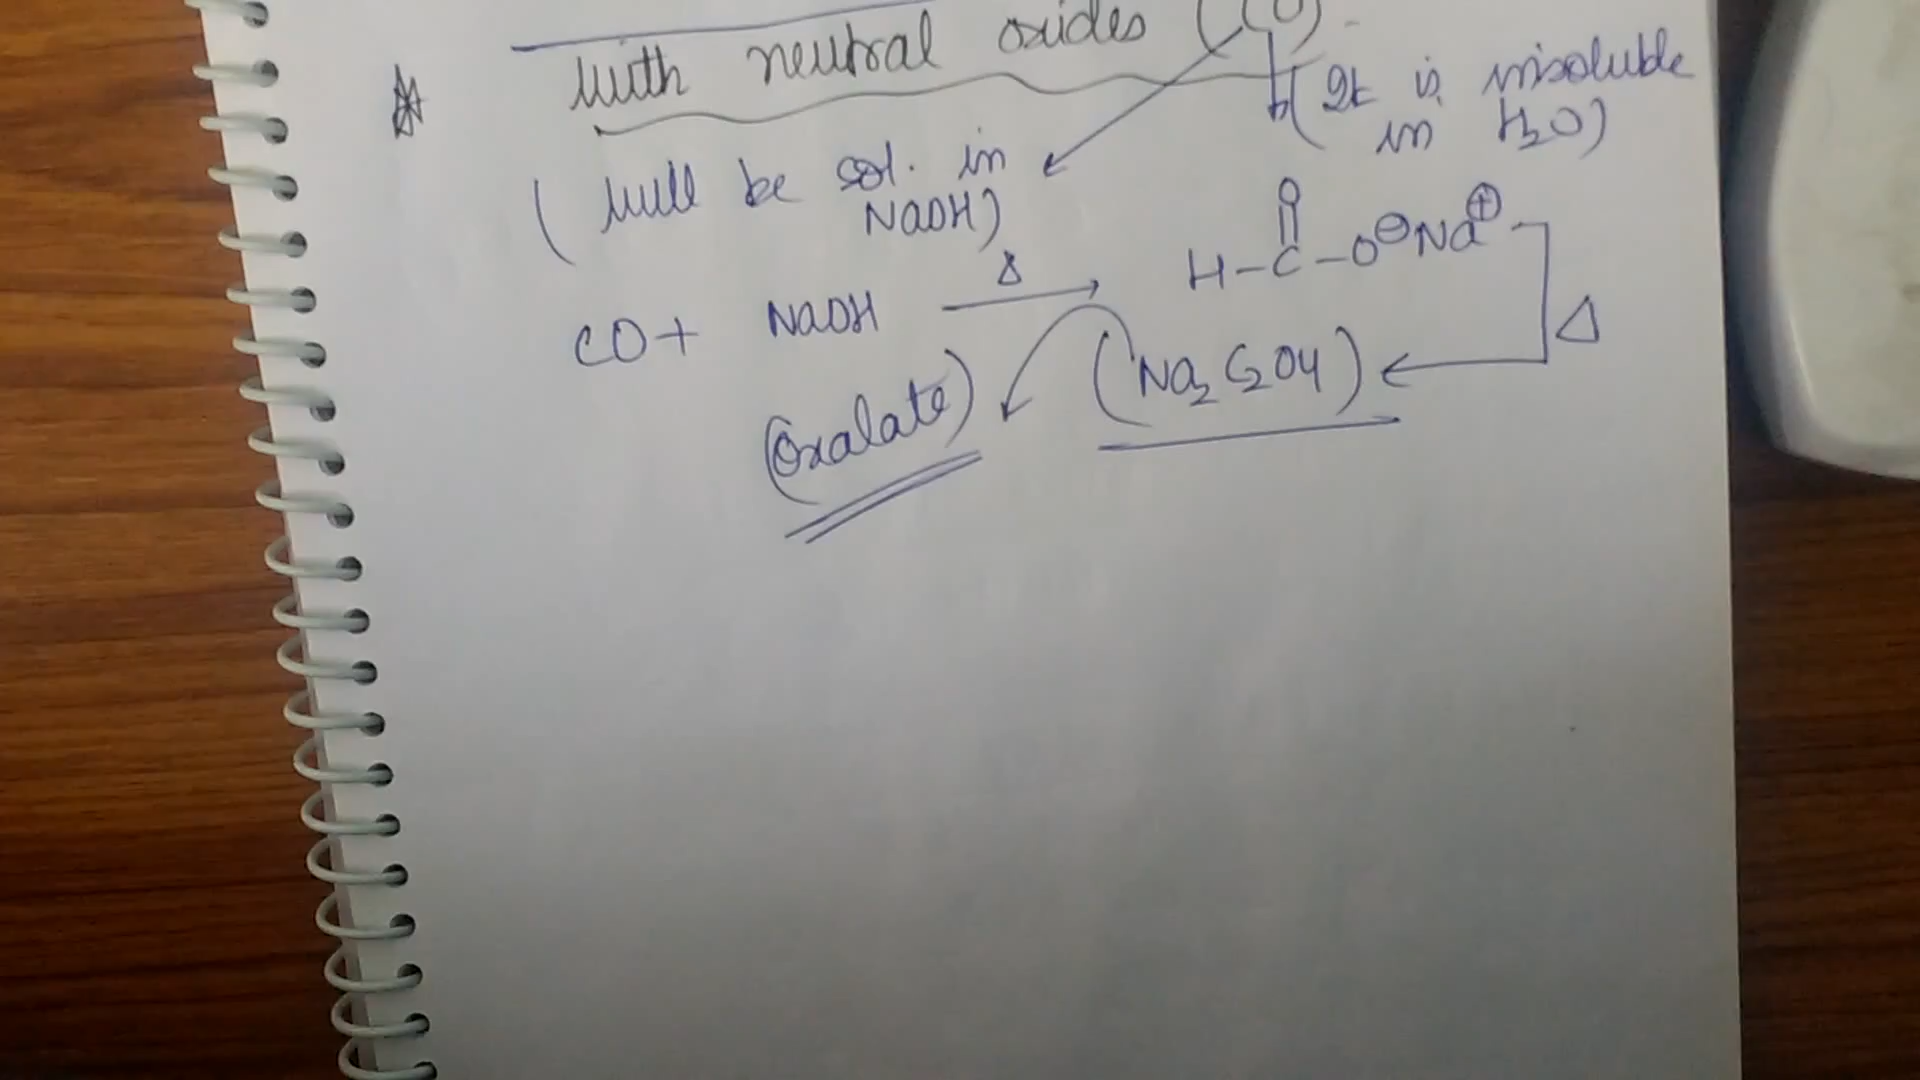 with neutral oxides (CO)
(It is insoluble
in H2O)
(will be sol. in
NaOH)
O
H-C-O⊖Na⊕
CO + NaOH Δ
Δ
(Na2C2O4)
(oxalate)